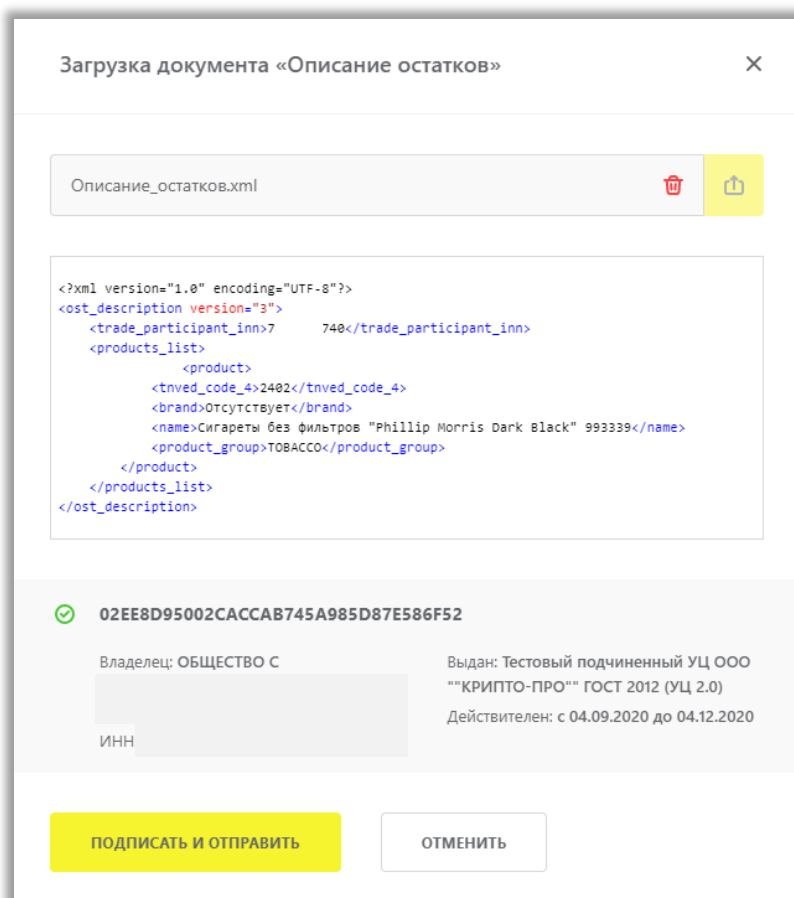 Загрузка документа «Описание остатков»
Описание_остатков.xml
<?xml version="1.0" encoding="UTF-8"?>
<ost_description version="3">
<trade_participant_inn>7 740</trade_participant_inn>
<products_list>
<product>
<tnved_code_4>2402</tnved_code_4>
<brand>Отсутствует</brand>
<name>Сигареты без фильтров "Phillip Morris Dark Black" 993339</name>
<product_group>TOBACCO</product_group>
</product>
</products_list>
</ost_description>
02EE8D95002CACCAB745A985D87E586F52
Владелец: ОБЩЕСТВО С
ИНН
Выдан: Тестовый подчиненный УЦ ООО
""КРИПТО-ПРО"" ГОСТ 2012 (УЦ 2.0)
Действителен: с 04.09.2020 до 04.12.2020
ПОДПИСАТЬ И ОТПРАВИТЬ
ОТМЕНИТЬ